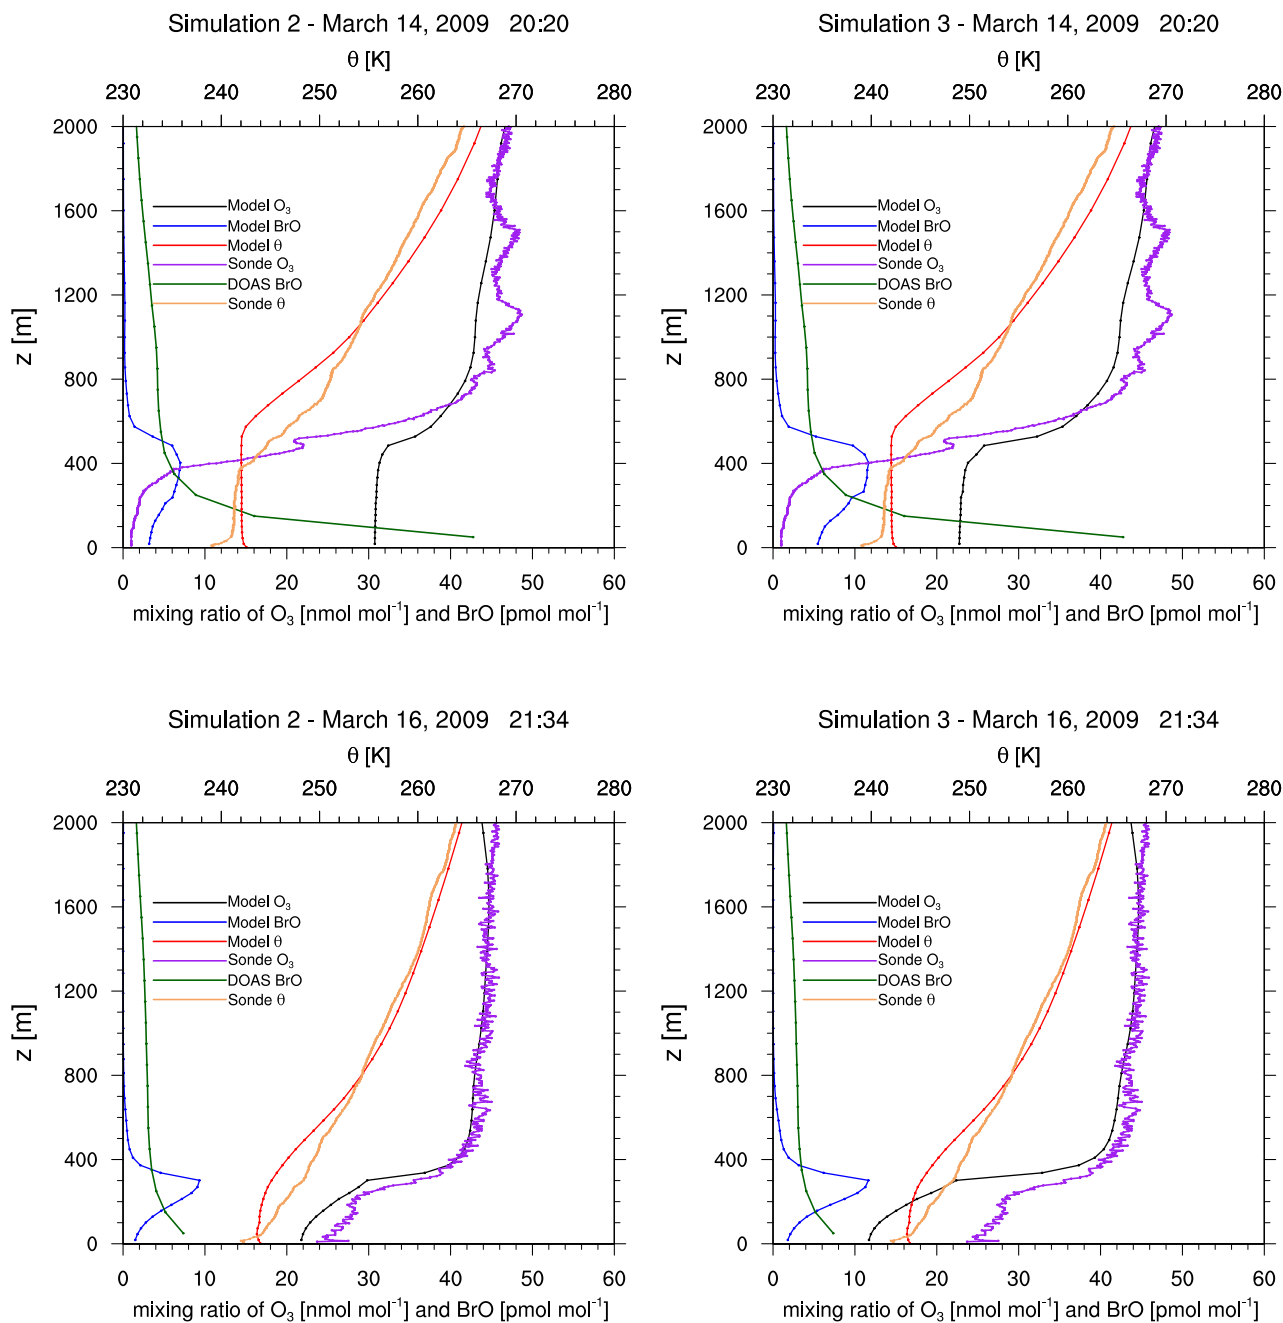 Simulation 2 - March 14, 2009 20:20
θ [K]
230 240 250 260 270 280
2000
1600
1200
800
400
0
z [m]
Model O₃
Model BrO
Model θ
Sonde O₃
DOAS BrO
Sonde θ
0 10 20 30 40 50 60
mixing ratio of O₃ [nmol mol⁻¹] and BrO [pmol mol⁻¹]
Simulation 3 - March 14, 2009 20:20
θ [K]
230 240 250 260 270 280
2000
1600
1200
800
400
0
z [m]
Model O₃
Model BrO
Model θ
Sonde O₃
DOAS BrO
Sonde θ
0 10 20 30 40 50 60
mixing ratio of O₃ [nmol mol⁻¹] and BrO [pmol mol⁻¹]
Simulation 2 - March 16, 2009 21:34
θ [K]
230 240 250 260 270 280
2000
1600
1200
800
400
0
z [m]
Model O₃
Model BrO
Model θ
Sonde O₃
DOAS BrO
Sonde θ
0 10 20 30 40 50 60
mixing ratio of O₃ [nmol mol⁻¹] and BrO [pmol mol⁻¹]
Simulation 3 - March 16, 2009 21:34
θ [K]
230 240 250 260 270 280
2000
1600
1200
800
400
0
z [m]
Model O₃
Model BrO
Model θ
Sonde O₃
DOAS BrO
Sonde θ
0 10 20 30 40 50 60
mixing ratio of O₃ [nmol mol⁻¹] and BrO [pmol mol⁻¹]